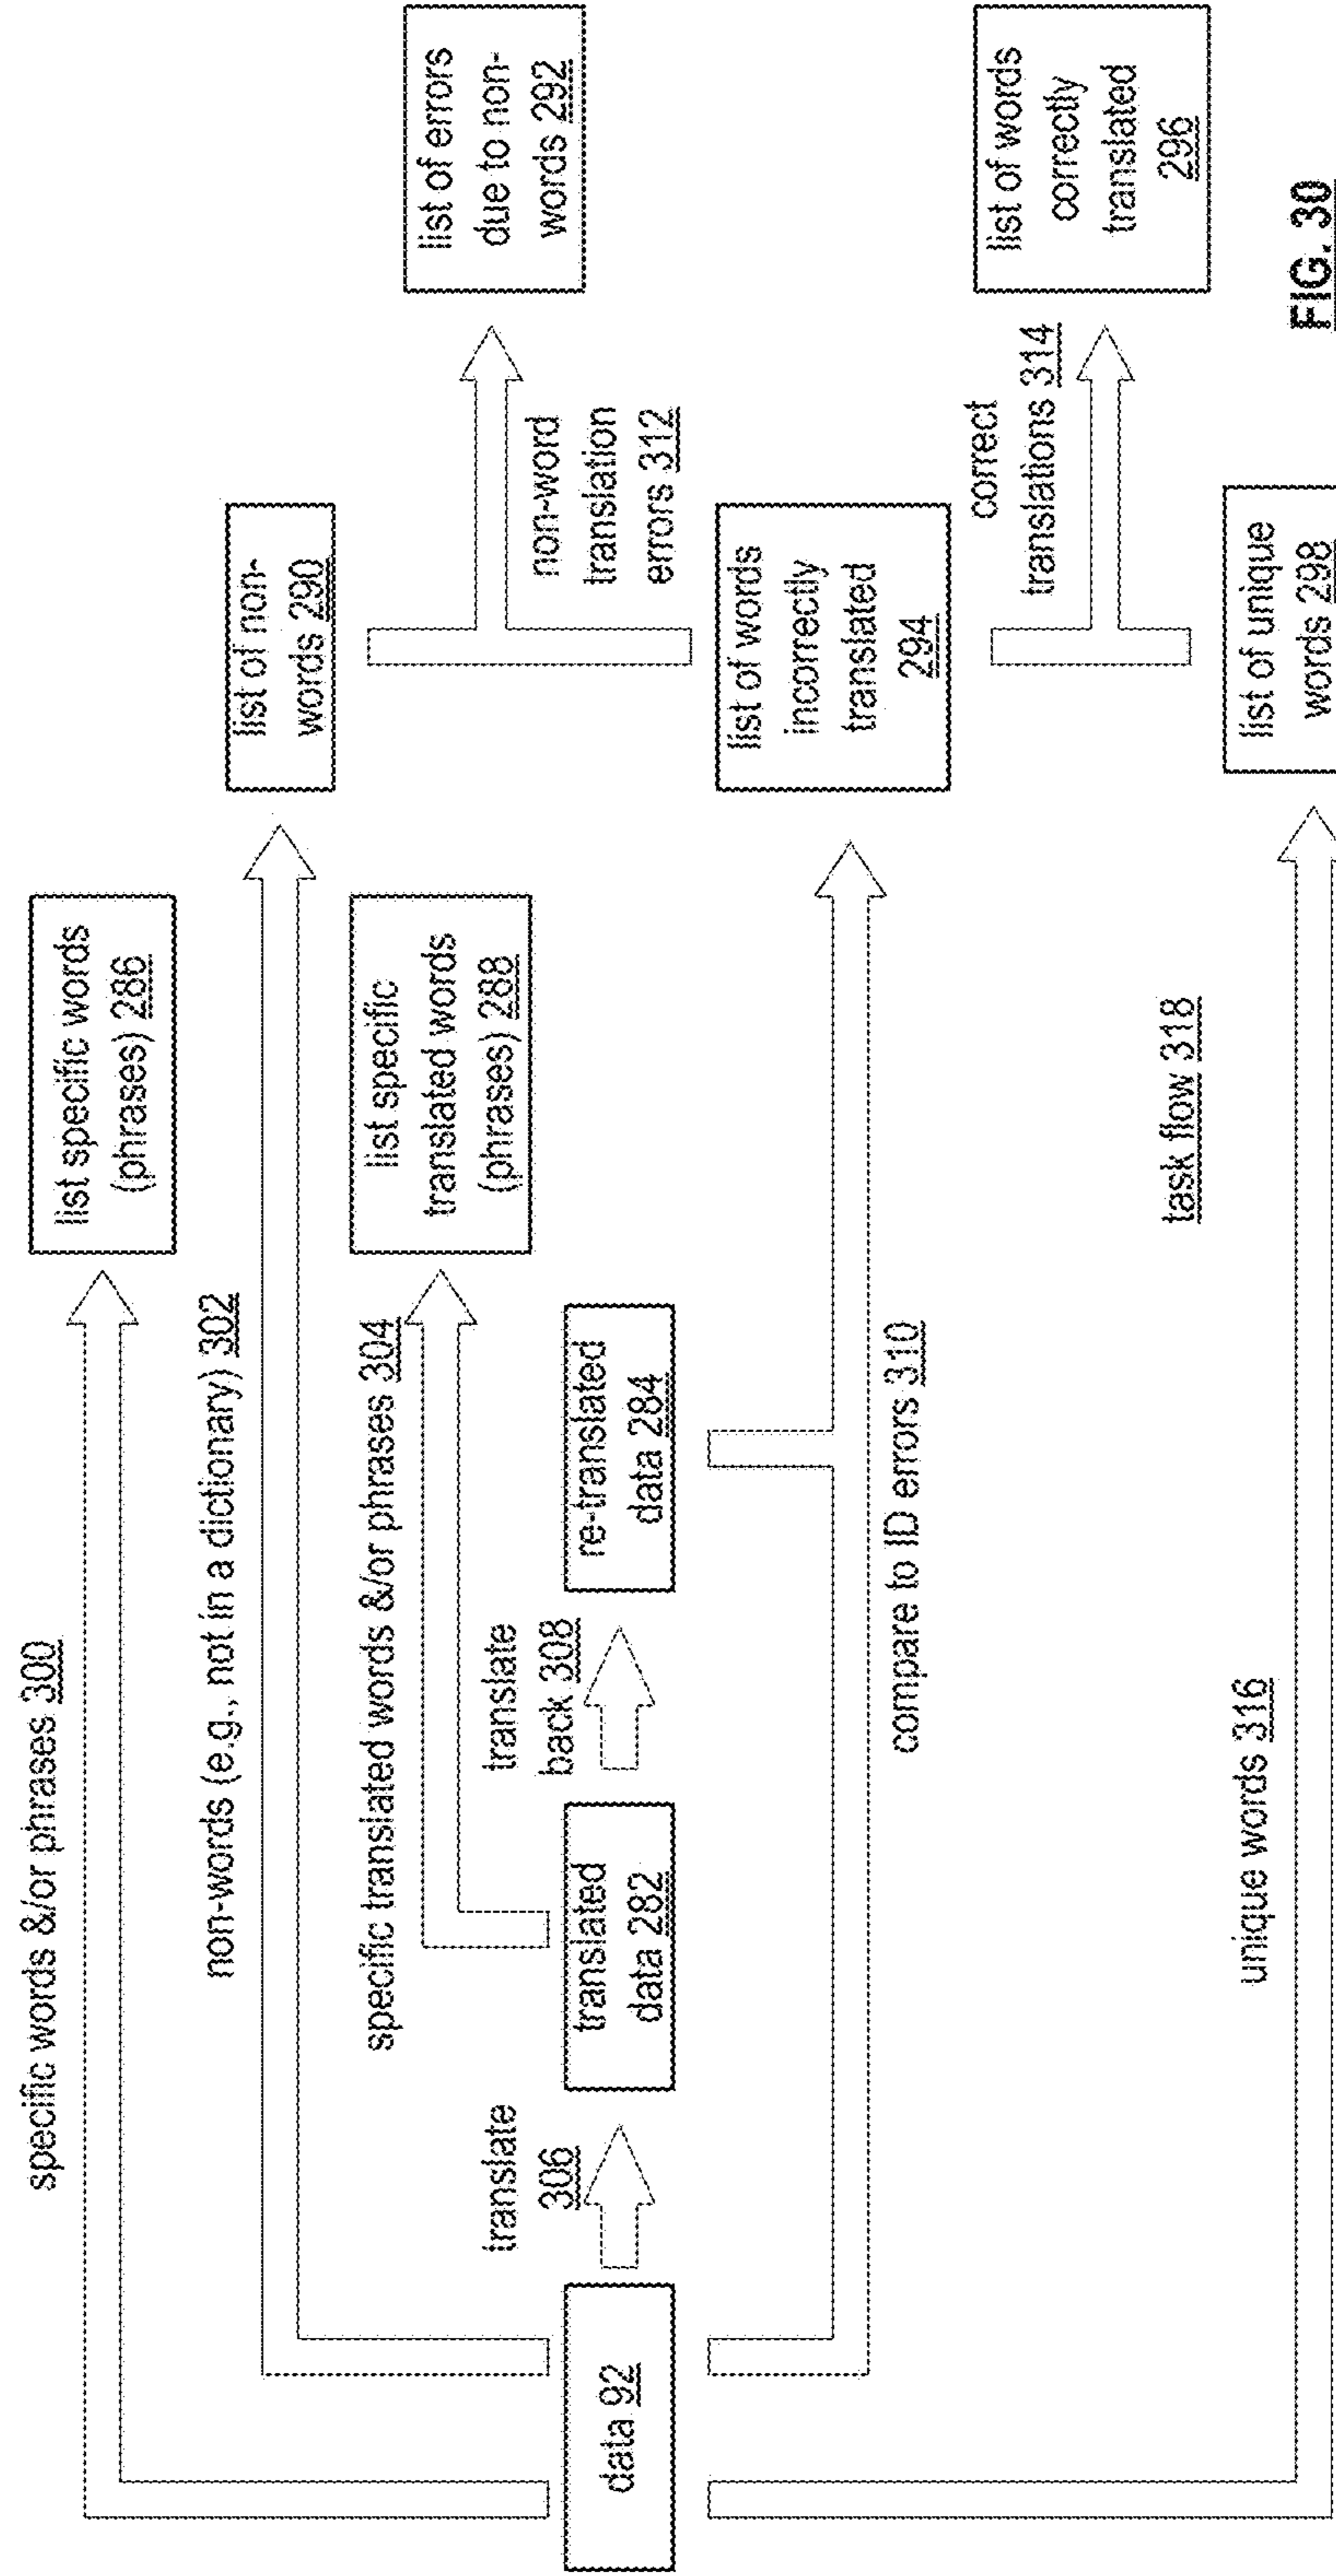 specific words &/or phrases 300
list specific words
(phrases) 286
non-words (e.g., not in a dictionary) 302
list of non-
words 290
specific translated words &/or phrases 304
list specific
translated words
(phrases) 288
list of errors
due to non-
words 292
non-word
translation
errors 312
data 92
translate
306
translated
data 282
translate
back 308
re-translated
data 284
compare to ID errors 310
list of words
incorrectly
translated
294
correct
translations 314
list of words
correctly
translated
296
task flow 318
unique words 316
list of unique
words 298
FIG. 30